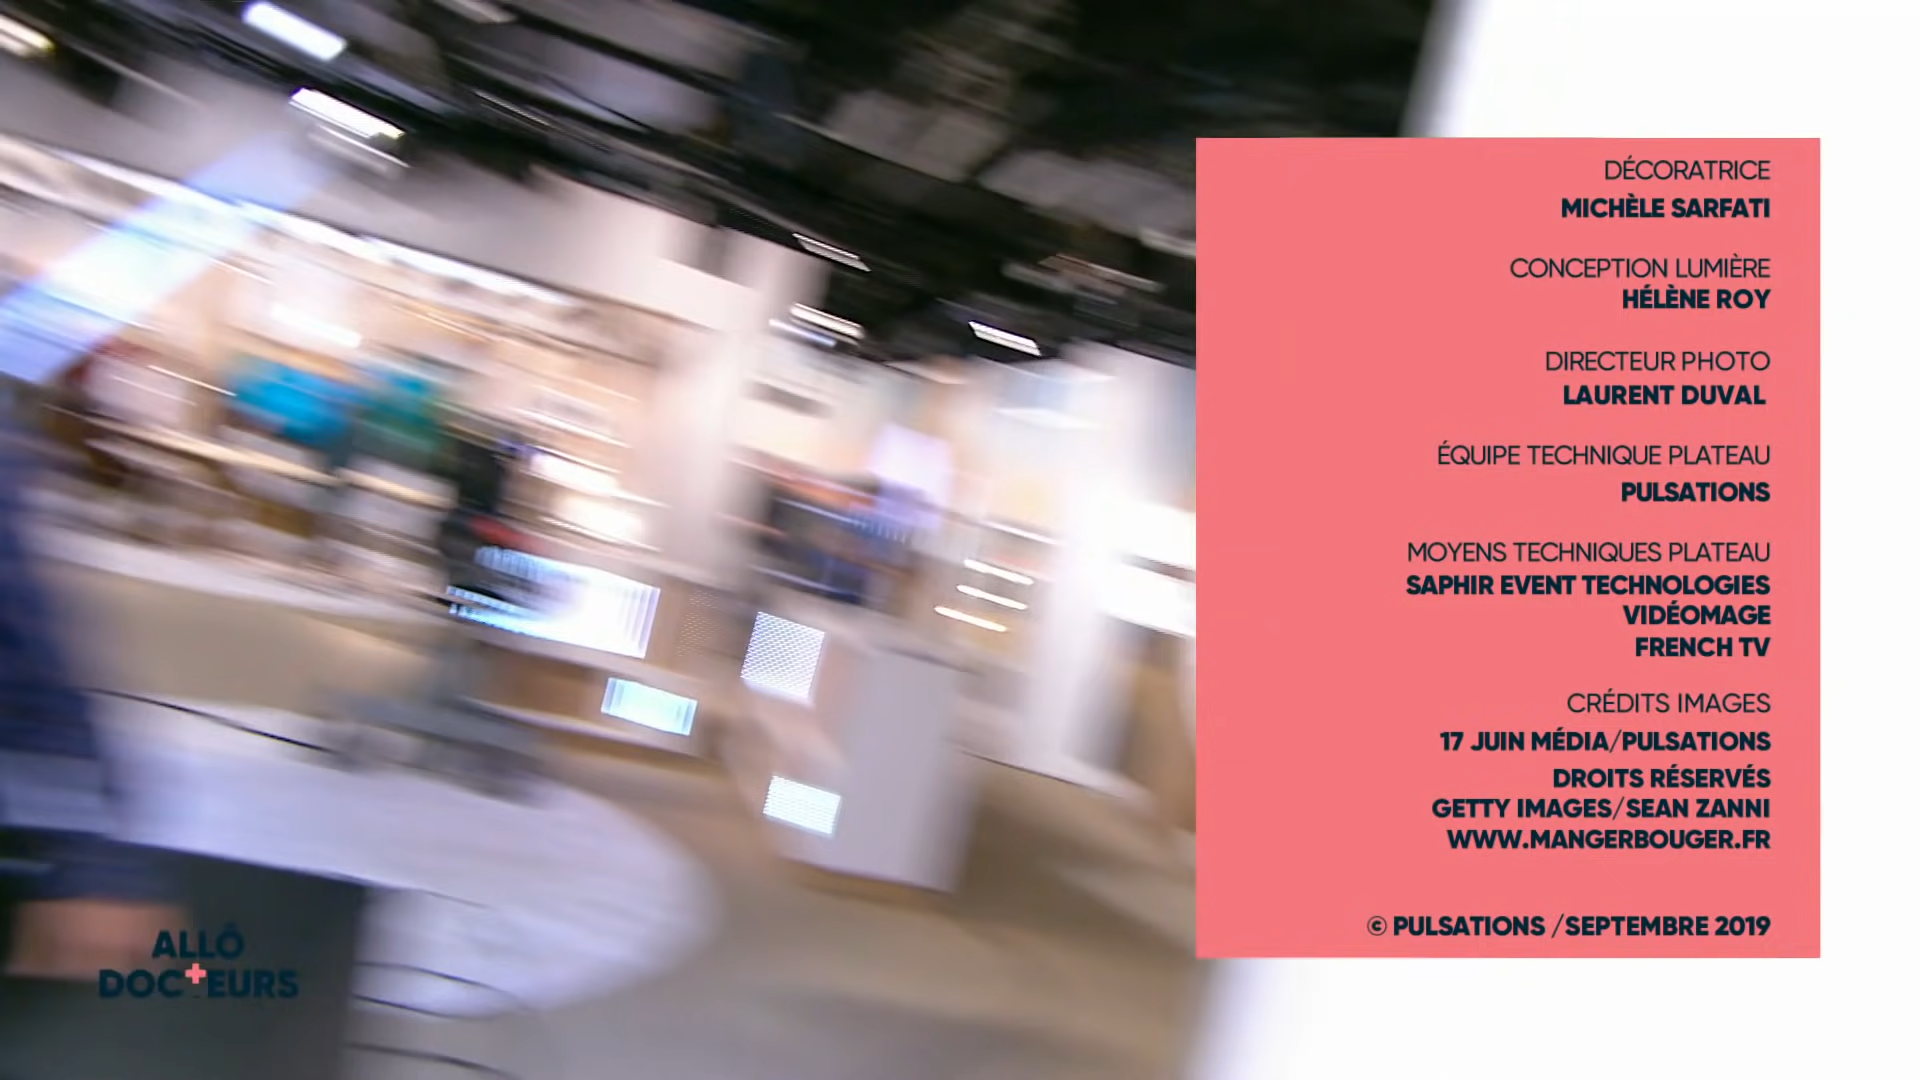 DÉCORATRICE
MICHÈLE SARFATI
CONCEPTION LUMIÈRE
HÉLÈNE ROY
DIRECTEUR PHOTO
LAURENT DUVAL
ÉQUIPE TECHNIQUE PLATEAU
PULSATIONS
MOYENS TECHNIQUES PLATEAU
SAPHIR EVENT TECHNOLOGIES
VIDÉOMAGE
FRENCH TV
CRÉDITS IMAGES
17 JUIN MÉDIA/PULSATIONS
DROITS RÉSERVÉS
GETTY IMAGES/SEAN ZANNI
WWW.MANGERBOUGER.FR
© PULSATIONS /SEPTEMBRE 2019
ALLÔ
DOCTEURS